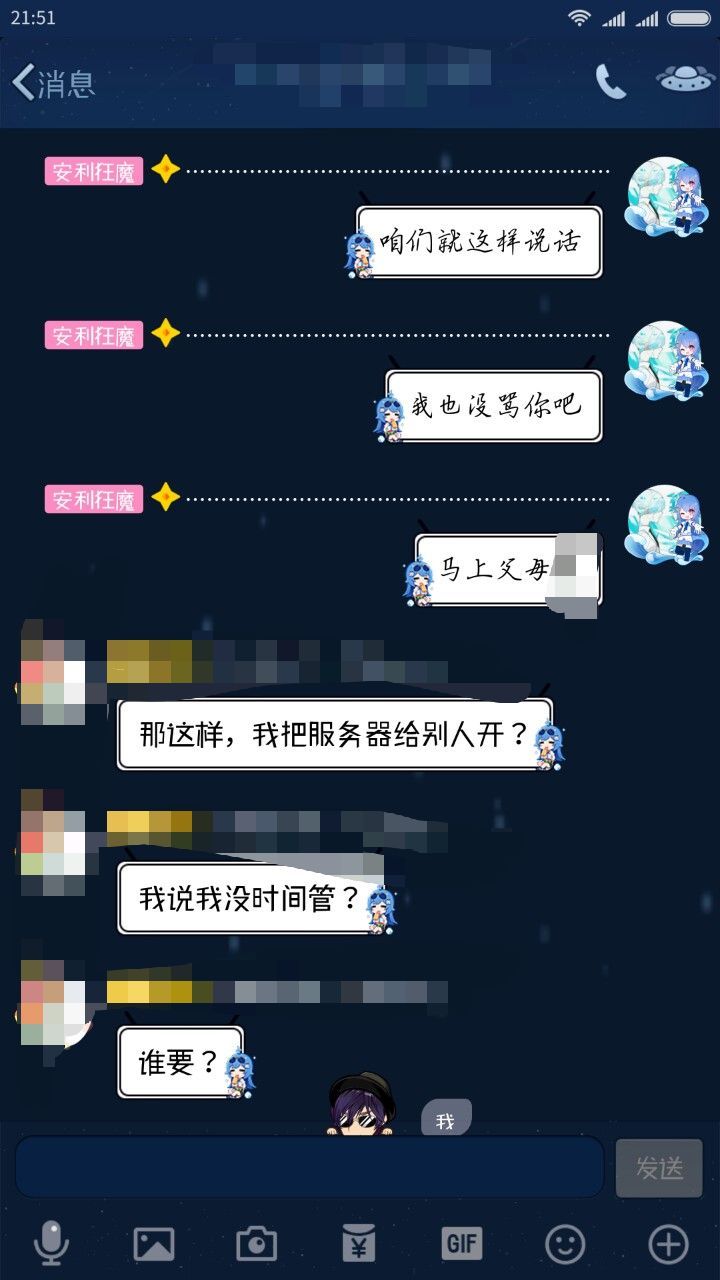 21:51
消息
安利狂魔
咱们就这样说话
安利狂魔
我也没骂你吧
安利狂魔
马上父母
那这样，我把服务器给别人开？
我说我没时间管？
谁要？
我
发送
GIF